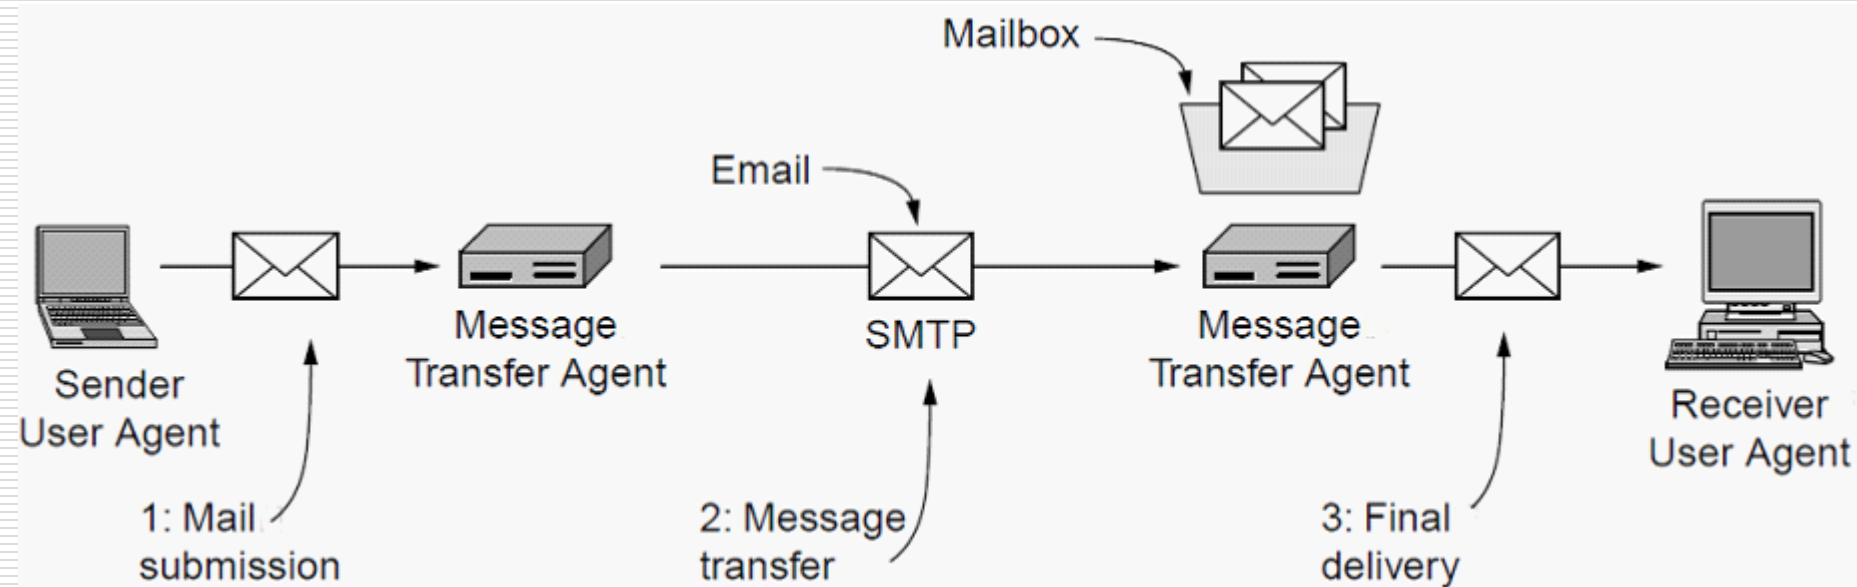 Mailbox
Email
Message
Transfer Agent
SMTP
Message
Transfer Agent
Sender
User Agent
Receiver
User Agent
1: Mail
submission
2: Message
transfer
3: Final
delivery